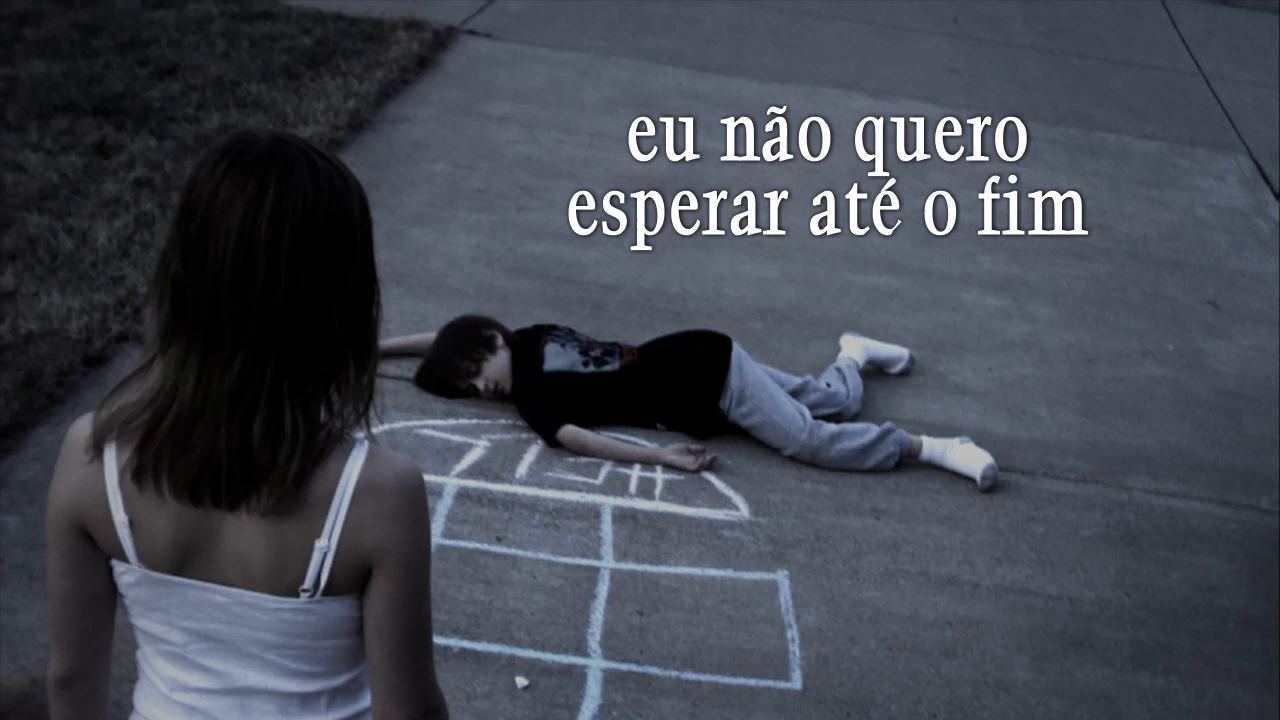 eu não quero
esperar até o fim